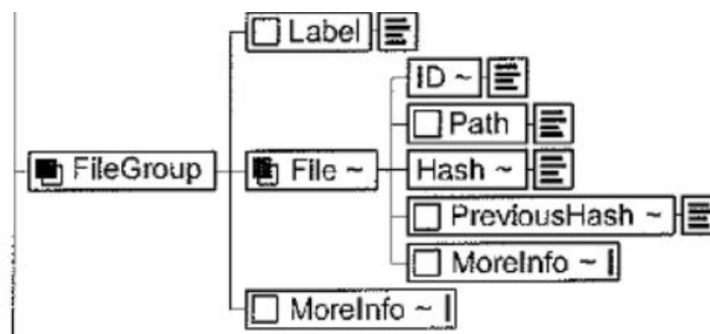 Label
ID ~
Path
FileGroup
File ~
Hash ~
PreviousHash ~
MoreInfo ~
MoreInfo ~